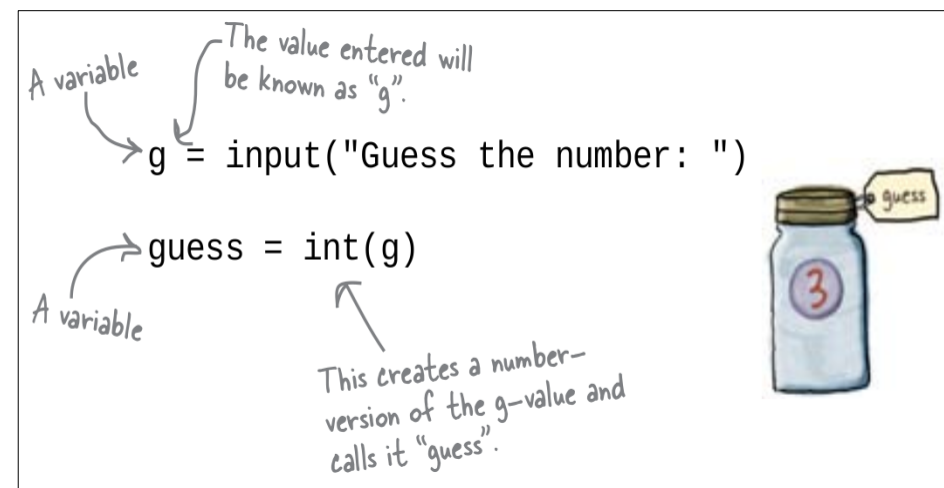 The value entered will
be known as "g".
A variable
g = input("Guess the number: ")
guess
3
guess = int(g)
A variable
This creates a number-
version of the g-value and
calls it "guess".